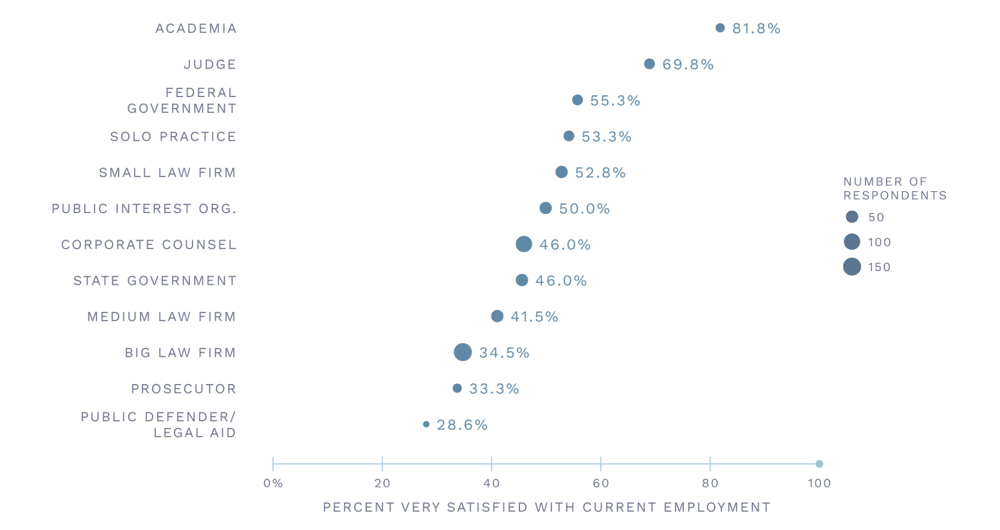 ACADEMIA
81.8%
JUDGE
69.8%
FEDERAL
GOVERNMENT
55.3%
SOLO PRACTICE
53.3%
SMALL LAW FIRM
52.8%
PUBLIC INTEREST ORG.
50.0%
CORPORATE COUNSEL
46.0%
STATE GOVERNMENT
46.0%
MEDIUM LAW FIRM
41.5%
BIG LAW FIRM
34.5%
PROSECUTOR
33.3%
PUBLIC DEFENDER/
LEGAL AID
28.6%
NUMBER OF
RESPONDENTS
50
100
150
0% 20 40 60 80 100
PERCENT VERY SATISFIED WITH CURRENT EMPLOYMENT